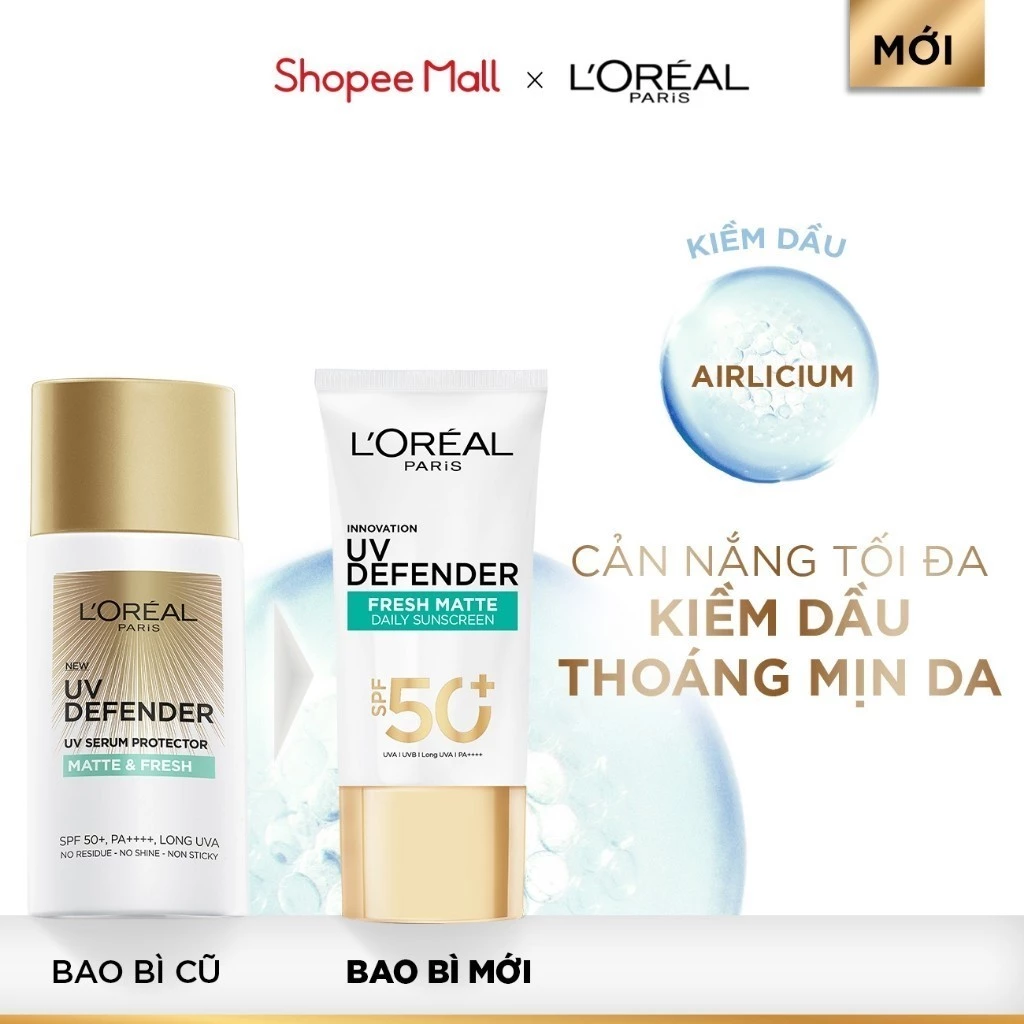 Shopee Mall × L'ORÉAL
PARIS
MỚI
KIỀM DẦU
AIRLICIUM
CẢN NẮNG TỐI ĐA
KIỀM DẦU
THOÁNG MỊN DA
L'ORÉAL
PARIS
NEW
UV
DEFENDER
UV SERUM PROTECTOR
MATTE & FRESH
SPF 50+, PA++++, LONG UVA
NO RESIDUE - NO SHINE - NON STICKY
L'ORÉAL
PARIS
INNOVATION
UV
DEFENDER
FRESH MATTE
DAILY SUNSCREEN
SPF 50+
UVA I UVB I Long UVA I PA++++
BAO BÌ CŨ
BAO BÌ MỚI